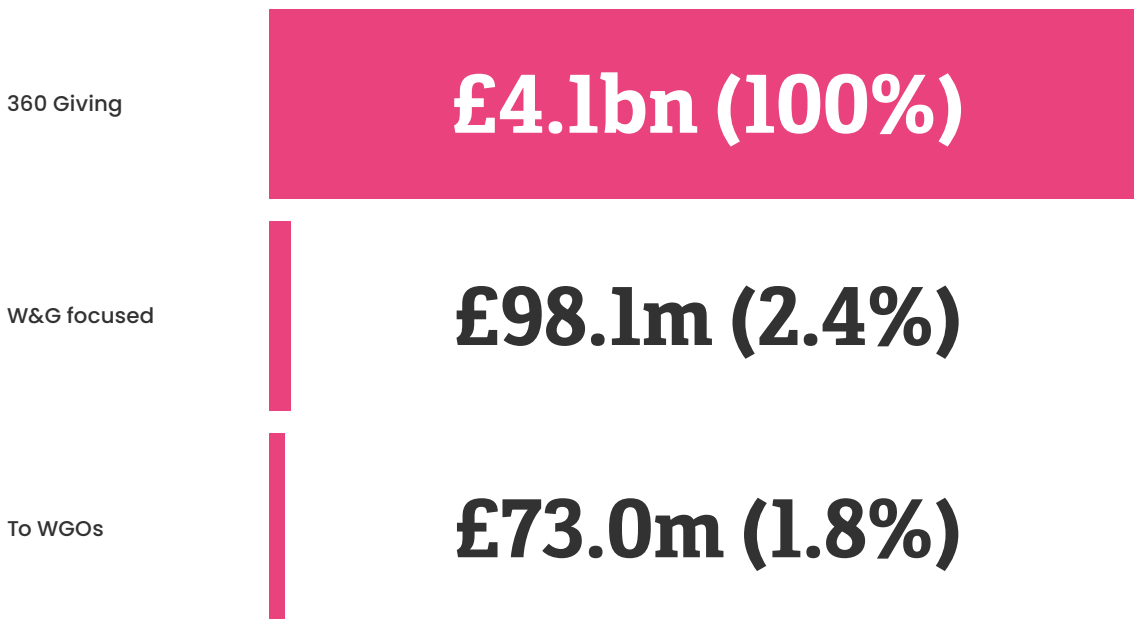 360 Giving
£4.1bn (100%)
W&G focused
£98.1m (2.4%)
To WGOs
£73.0m (1.8%)